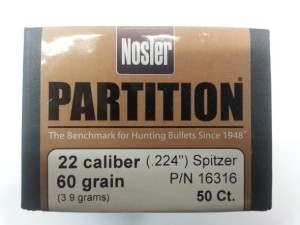 Nosler
PARTITION®
The Benchmark for Hunting Bullets Since 1948
22 caliber (.224") Spitzer
60 grain P/N 16316
(3.9 grams) 50 Ct.